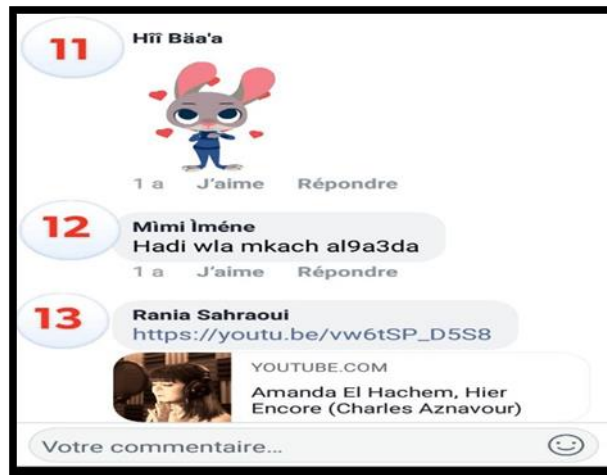 11
Hîî Bäa'a
1 a J'aime Répondre
12
Mìmi Ìméne
Hadi wla mkach al9a3da
1 a J'aime Répondre
13
Rania Sahraoui
https://youtu.be/vw6tSP_D5S8
YOUTUBE.COM
Amanda El Hachem, Hier
Encore (Charles Aznavour)
Votre commentaire...